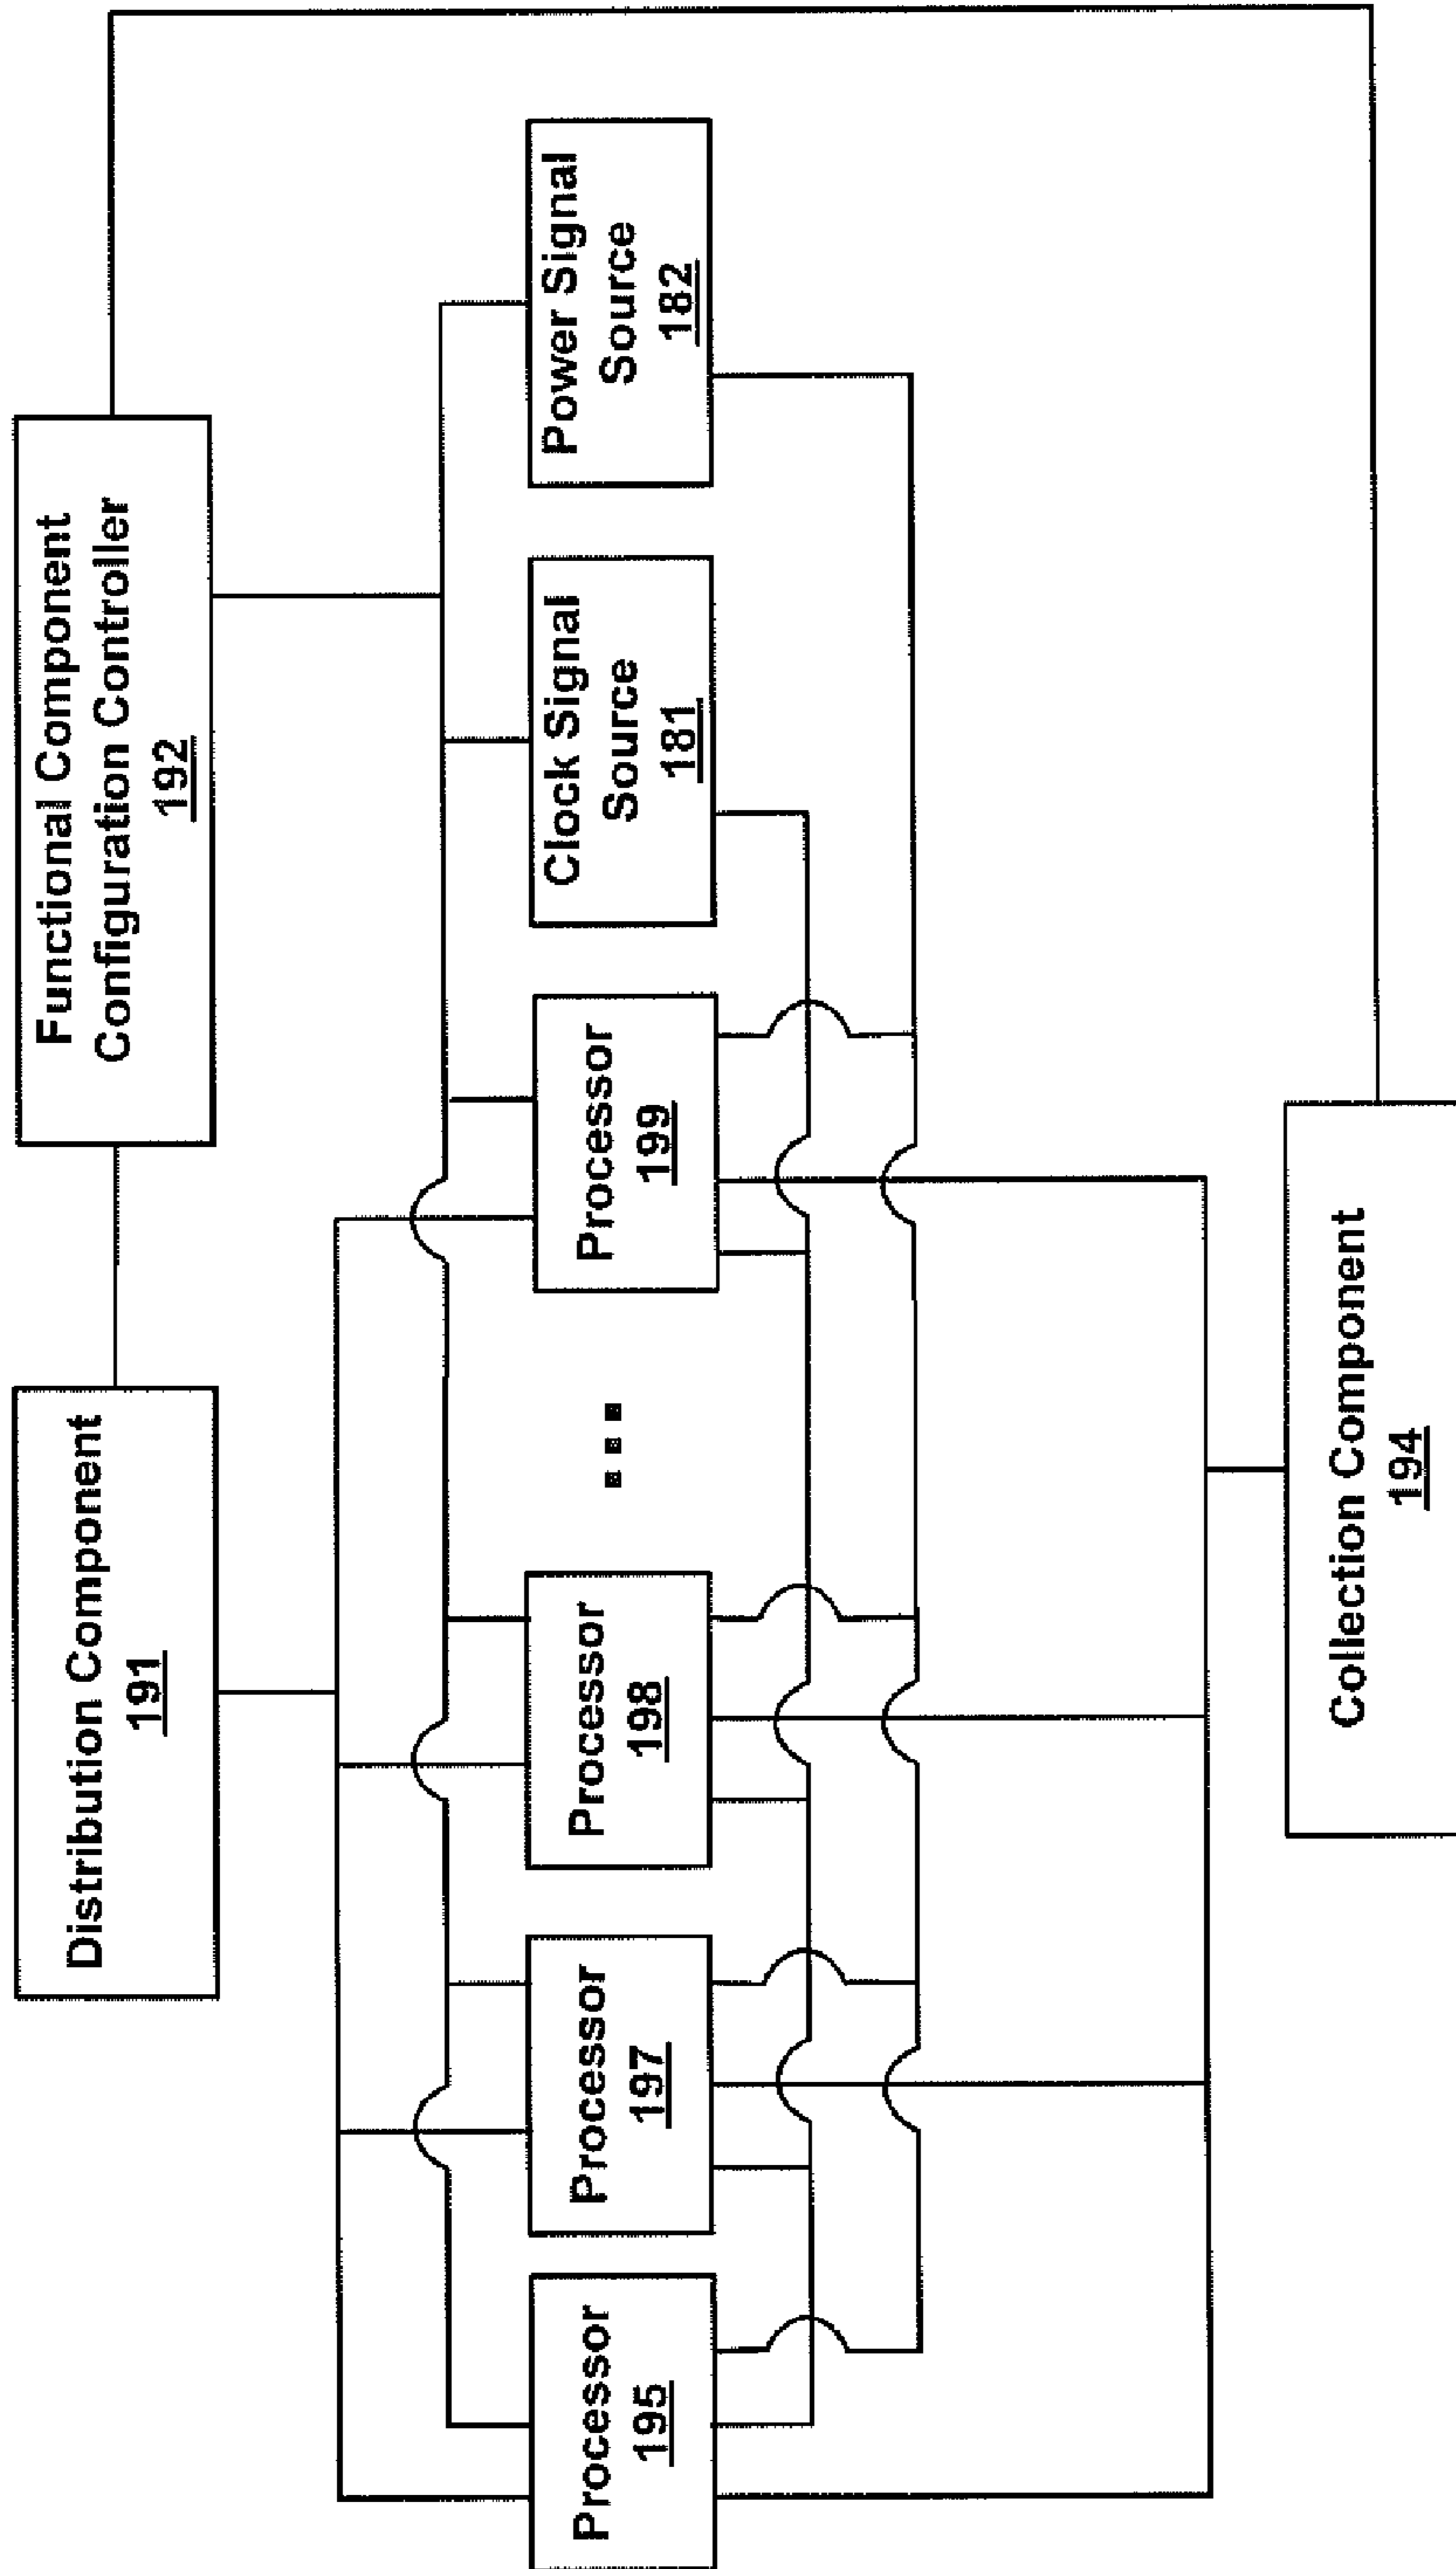 Distribution Component
191
Functional Component
Configuration Controller
192
Processor
195
Processor
197
Processor
198
Processor
199
Clock Signal
Source
181
Power Signal
Source
182
Collection Component
194